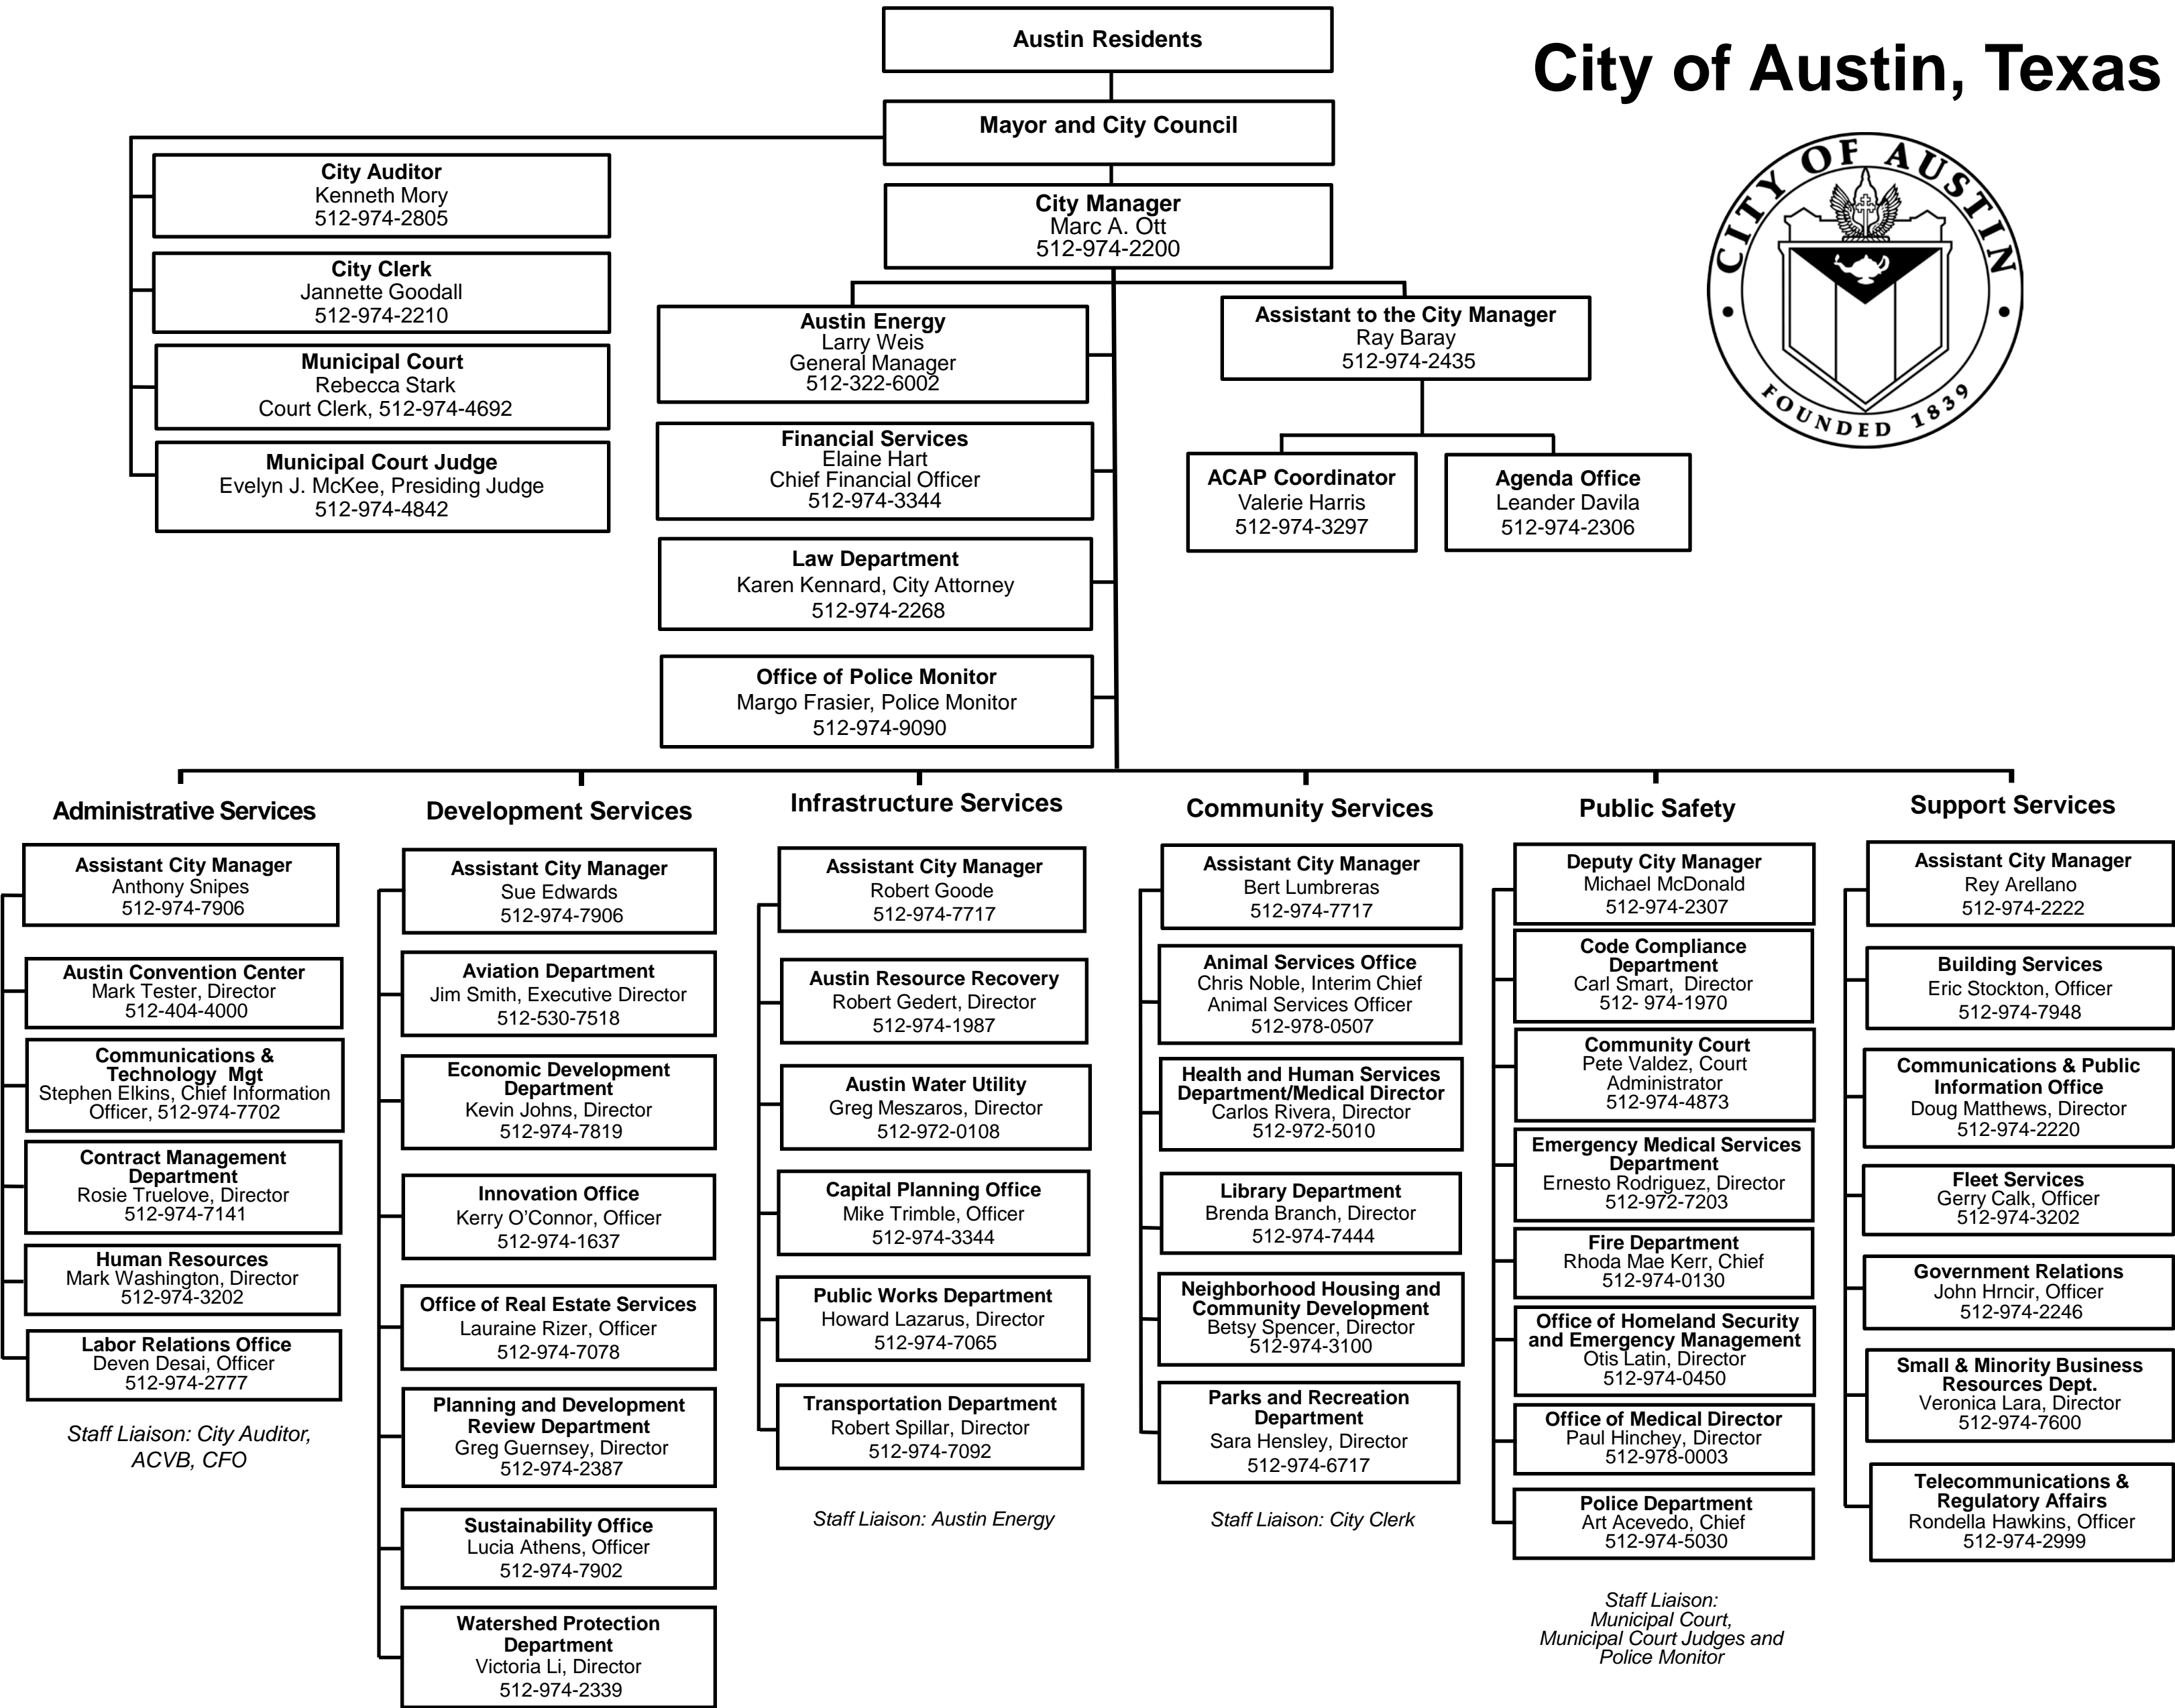 Austin Residents
City of Austin, Texas
Mayor and City Council
CITY OF AUSTIN
FOUNDED 1839
City Auditor
Kenneth Mory
512-974-2805
City Clerk
Jannette Goodall
512-974-2210
Municipal Court
Rebecca Stark
Court Clerk, 512-974-4692
Municipal Court Judge
Evelyn J. McKee, Presiding Judge
512-974-4842
City Manager
Marc A. Ott
512-974-2200
Austin Energy
Larry Weis
General Manager
512-322-6002
Financial Services
Elaine Hart
Chief Financial Officer
512-974-3344
Law Department
Karen Kennard, City Attorney
512-974-2268
Office of Police Monitor
Margo Frasier, Police Monitor
512-974-9090
Assistant to the City Manager
Ray Baray
512-974-2435
ACAP Coordinator
Valerie Harris
512-974-3297
Agenda Office
Leander Davila
512-974-2306
Administrative Services
Assistant City Manager
Anthony Snipes
512-974-7906
Austin Convention Center
Mark Tester, Director
512-404-4000
Communications &
Technology Mgt
Stephen Elkins, Chief Information
Officer, 512-974-7702
Contract Management
Department
Rosie Truelove, Director
512-974-7141
Human Resources
Mark Washington, Director
512-974-3202
Labor Relations Office
Deven Desai, Officer
512-974-2777
Staff Liaison: City Auditor,
ACVB, CFO
Development Services
Assistant City Manager
Sue Edwards
512-974-7906
Aviation Department
Jim Smith, Executive Director
512-530-7518
Economic Development
Department
Kevin Johns, Director
512-974-7819
Innovation Office
Kerry O’Connor, Officer
512-974-1637
Office of Real Estate Services
Lauraine Rizer, Officer
512-974-7078
Planning and Development
Review Department
Greg Guernsey, Director
512-974-2387
Sustainability Office
Lucia Athens, Officer
512-974-7902
Watershed Protection
Department
Victoria Li, Director
512-974-2339
Infrastructure Services
Assistant City Manager
Robert Goode
512-974-7717
Austin Resource Recovery
Robert Gedert, Director
512-974-1987
Austin Water Utility
Greg Meszaros, Director
512-972-0108
Capital Planning Office
Mike Trimble, Officer
512-974-3344
Public Works Department
Howard Lazarus, Director
512-974-7065
Transportation Department
Robert Spillar, Director
512-974-7092
Staff Liaison: Austin Energy
Community Services
Assistant City Manager
Bert Lumbreras
512-974-7717
Animal Services Office
Chris Noble, Interim Chief
Animal Services Officer
512-978-0507
Health and Human Services
Department/Medical Director
Carlos Rivera, Director
512-972-5010
Library Department
Brenda Branch, Director
512-974-7444
Neighborhood Housing and
Community Development
Betsy Spencer, Director
512-974-3100
Parks and Recreation
Department
Sara Hensley, Director
512-974-6717
Staff Liaison: City Clerk
Public Safety
Deputy City Manager
Michael McDonald
512-974-2307
Code Compliance
Department
Carl Smart, Director
512- 974-1970
Community Court
Pete Valdez, Court
Administrator
512-974-4873
Emergency Medical Services
Department
Ernesto Rodriguez, Director
512-972-7203
Fire Department
Rhoda Mae Kerr, Chief
512-974-0130
Office of Homeland Security
and Emergency Management
Otis Latin, Director
512-974-0450
Office of Medical Director
Paul Hinchey, Director
512-978-0003
Police Department
Art Acevedo, Chief
512-974-5030
Staff Liaison:
Municipal Court,
Municipal Court Judges and
Police Monitor
Support Services
Assistant City Manager
Rey Arellano
512-974-2222
Building Services
Eric Stockton, Officer
512-974-7948
Communications & Public
Information Office
Doug Matthews, Director
512-974-2220
Fleet Services
Gerry Calk, Officer
512-974-3202
Government Relations
John Hrncir, Officer
512-974-2246
Small & Minority Business
Resources Dept.
Veronica Lara, Director
512-974-7600
Telecommunications &
Regulatory Affairs
Rondella Hawkins, Officer
512-974-2999